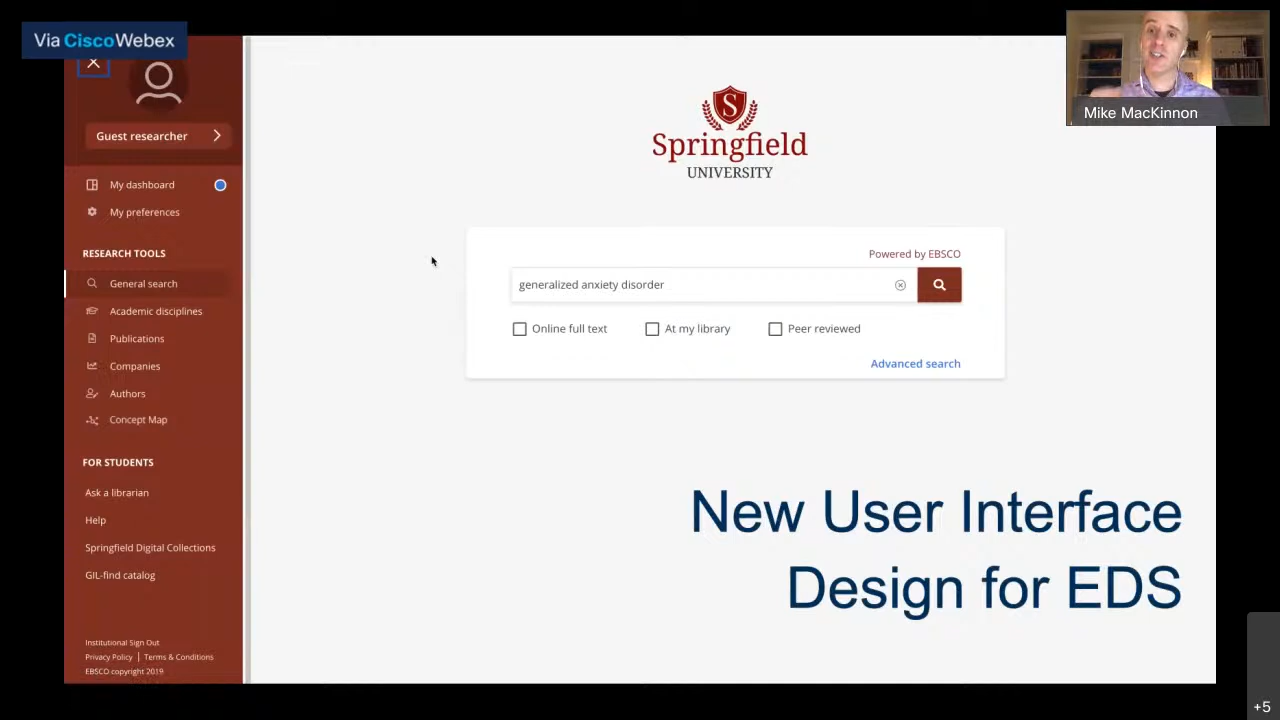 Via CiscoWebex
Guest researcher
My dashboard
My preferences
RESEARCH TOOLS
General search
Academic disciplines
Publications
Companies
Authors
Concept Map
FOR STUDENTS
Ask a librarian
Help
Springfield Digital Collections
GIL-find catalog
Institutional Sign Out
Privacy Policy | Terms & Conditions
EBSCO copyright 2019
S
Springfield
UNIVERSITY
Powered by EBSCO
generalized anxiety disorder
Online full text At my library Peer reviewed
Advanced search
New User Interface
Design for EDS
Mike MacKinnon
+5